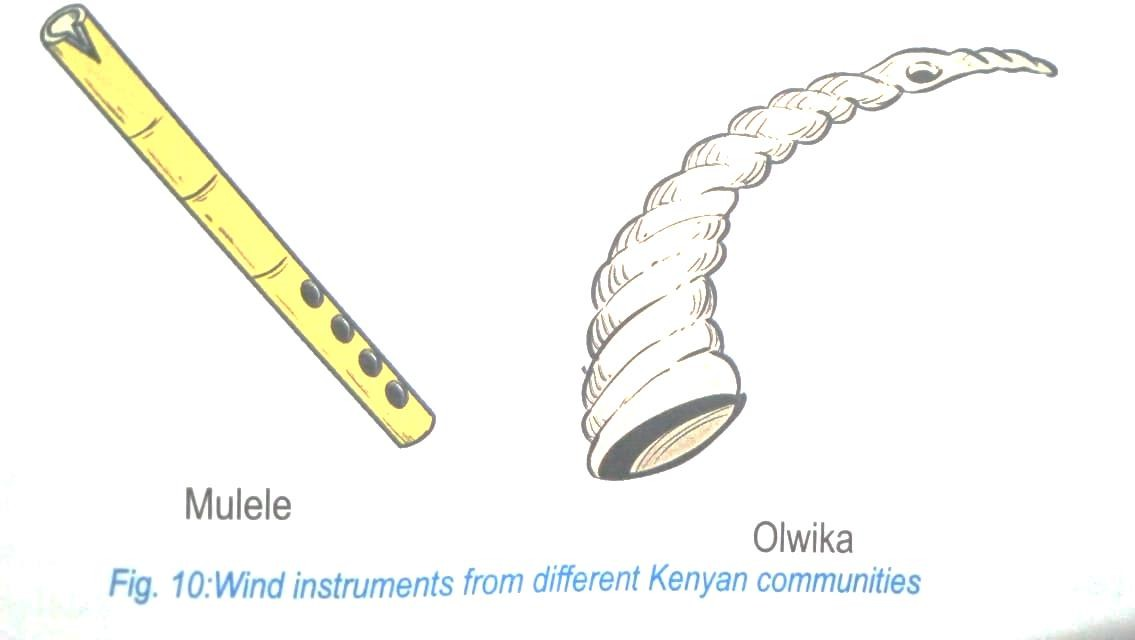 Mulele
Olwika
Fig. 10:Wind instruments from different Kenyan communities